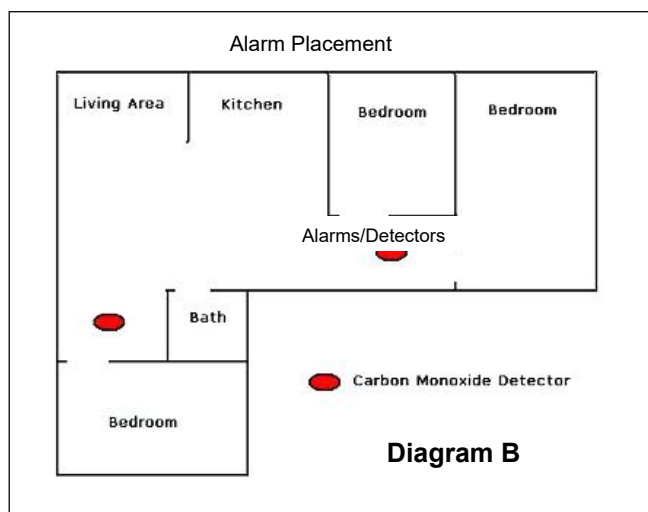 Alarm Placement
Living Area
Kitchen
Bedroom
Bedroom
Alarms/Detectors
Bath
Carbon Monoxide Detector
Bedroom
Diagram B